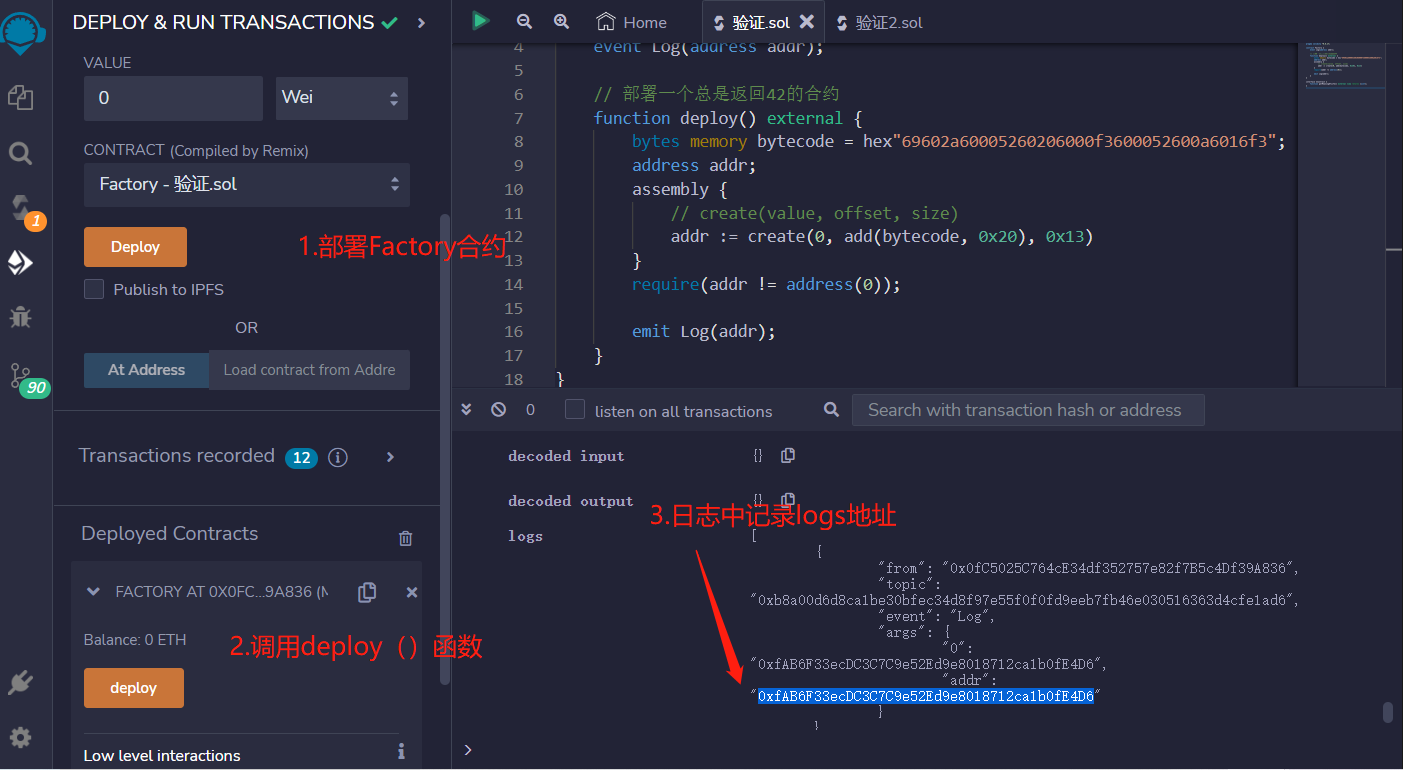 DEPLOY & RUN TRANSACTIONS
VALUE
0
Wei
CONTRACT (Compiled by Remix)
Factory - 验证.sol
1
Deploy
1.部署Factory合约
Publish to IPFS
OR
At Address
Load contract from Addre
90
Transactions recorded 12
Deployed Contracts
FACTORY AT 0X0FC...9A836 (M
Balance: 0 ETH
2.调用deploy（）函数
deploy
Low level interactions
Home
验证.sol
验证2.sol
4 event Log(address addr);
5
6 // 部署一个总是返回42的合约
7 function deploy() external {
8 bytes memory bytecode = hex"69602a60005260206000f3600052600a6016f3";
9 address addr;
10 assembly {
11 // create(value, offset, size)
12 addr := create(0, add(bytecode, 0x20), 0x13)
13 }
14 require(addr != address(0));
15
16 emit Log(addr);
17 }
18 }
0
listen on all transactions
Search with transaction hash or address
decoded input {}
decoded output {}
3.日志中记录logs地址
logs [
{
"from": "0x0fC5025C764cE34df352757e82f7B5c4Df39A836",
"topic":
"0xb8a00d6d8ca1be30bfec34d8f97e55f0f0fd9eeb7fb46e030516363d4cfe1ad6",
"event": "Log",
"args": {
"0":
"0xfAB6F33ecDC3C7C9e52Ed9e8018712ca1b0fE4D6",
"addr":
"0xfAB6F33ecDC3C7C9e52Ed9e8018712ca1b0fE4D6"
}
}
>